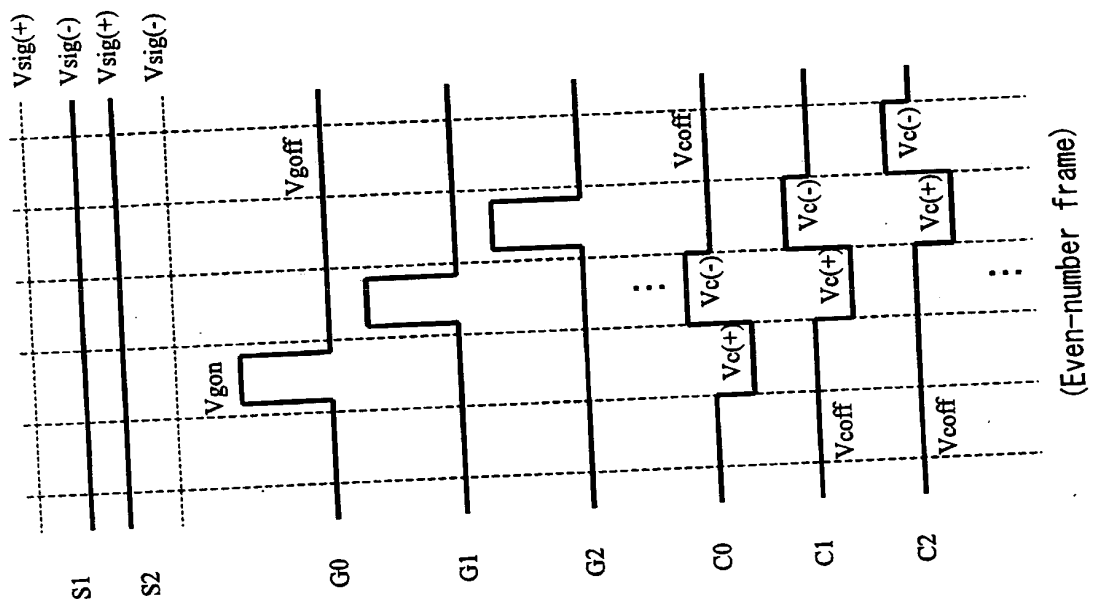 Vsig(+)
S1
Vsig(-)
Vsig(+)
S2
Vsig(-)
Vgon
Vgoff
G0
G1
G2
...
Vcoff
C0
Vc(+)
Vc(-)
C1
Vcoff
Vc(+)
Vc(-)
C2
Vcoff
Vc(+)
Vc(-)
...
(Even-number frame)